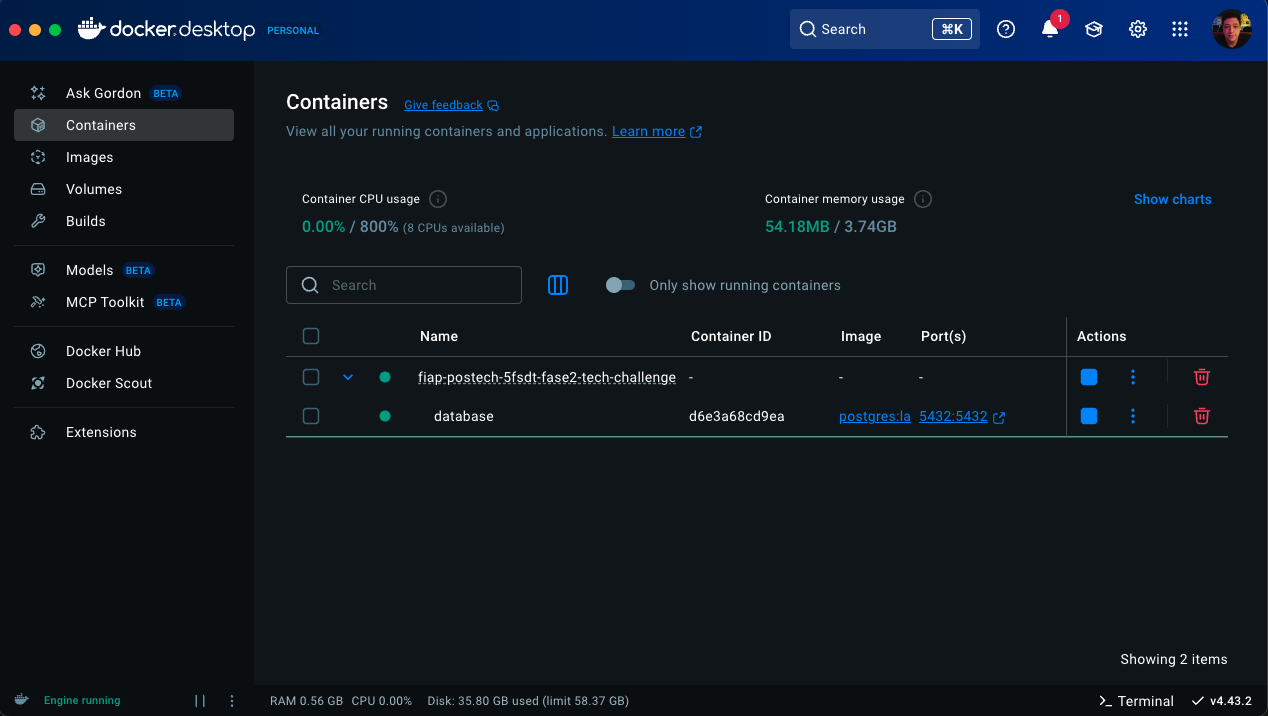 docker.desktop PERSONAL
Search ⌘K
1
Ask Gordon BETA
Containers
Images
Volumes
Builds
Models BETA
MCP Toolkit BETA
Docker Hub
Docker Scout
Extensions
Containers Give feedback
View all your running containers and applications. Learn more
Container CPU usage
0.00% / 800% (8 CPUs available)
Container memory usage
54.18MB / 3.74GB
Show charts
Search
Only show running containers
Name Container ID Image Port(s) Actions
fiap-postech-5fsdt-fase2-tech-challenge - - -
database d6e3a68cd9ea postgres:la 5432:5432
Showing 2 items
Engine running
RAM 0.56 GB CPU 0.00% Disk: 35.80 GB used (limit 58.37 GB)
>_ Terminal
v4.43.2